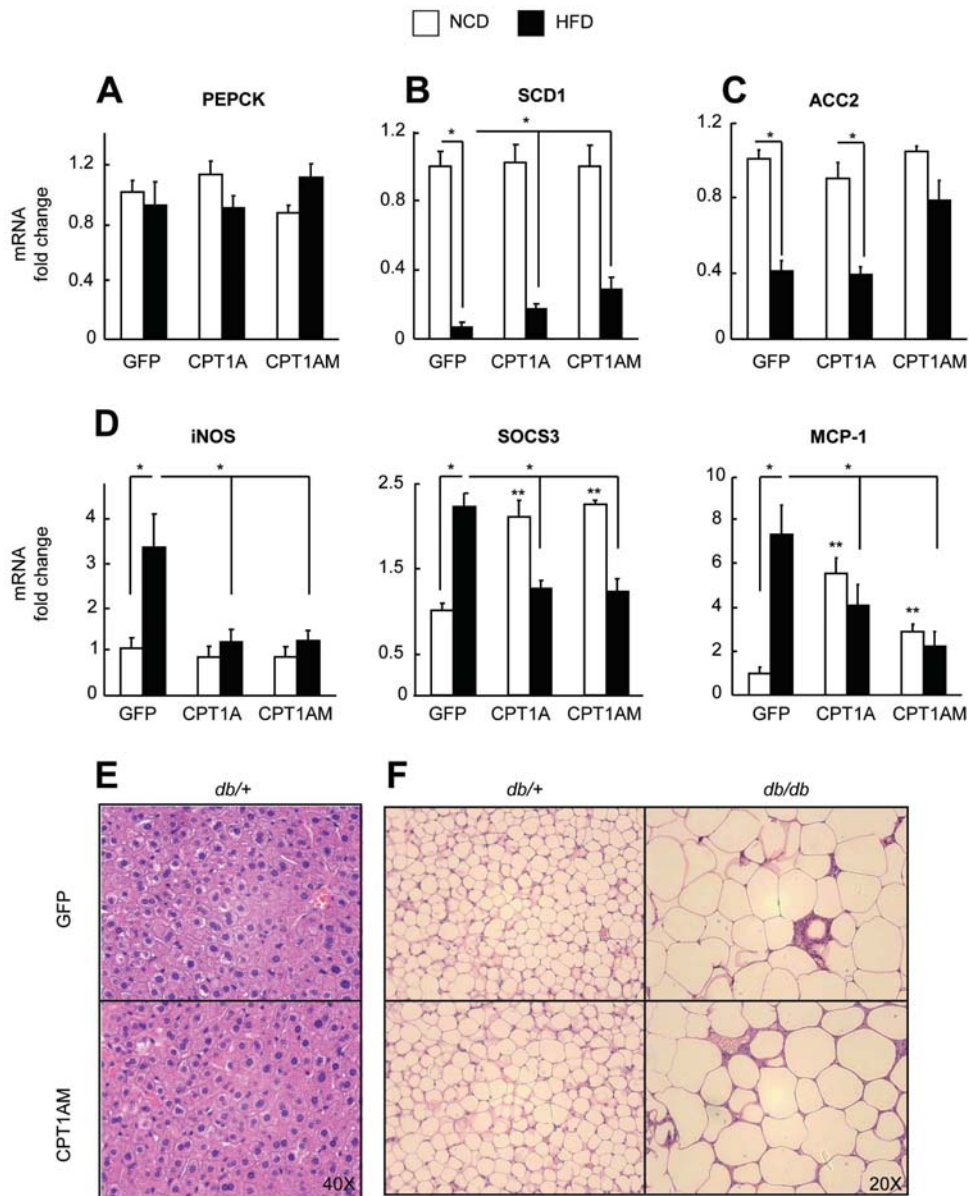 NCD HFD
A B C
PEPCK SCD1 ACC2
mRNA
fold change
1.2
0.8
0.4
0
GFP CPT1A CPT1AM
*
*
1.2
0.8
0.4
0
GFP CPT1A CPT1AM
*
*
1.2
0.8
0.4
0
GFP CPT1A CPT1AM
D
iNOS SOCS3 MCP-1
mRNA
fold change
*
*
4
3
2
1
0
GFP CPT1A CPT1AM
*
*
**
**
2.5
1.5
0
GFP CPT1A CPT1AM
*
*
**
**
10
8
6
4
2
0
GFP CPT1A CPT1AM
E F
db/+ db/+ db/db
GFP
CPT1AM
40X 20X